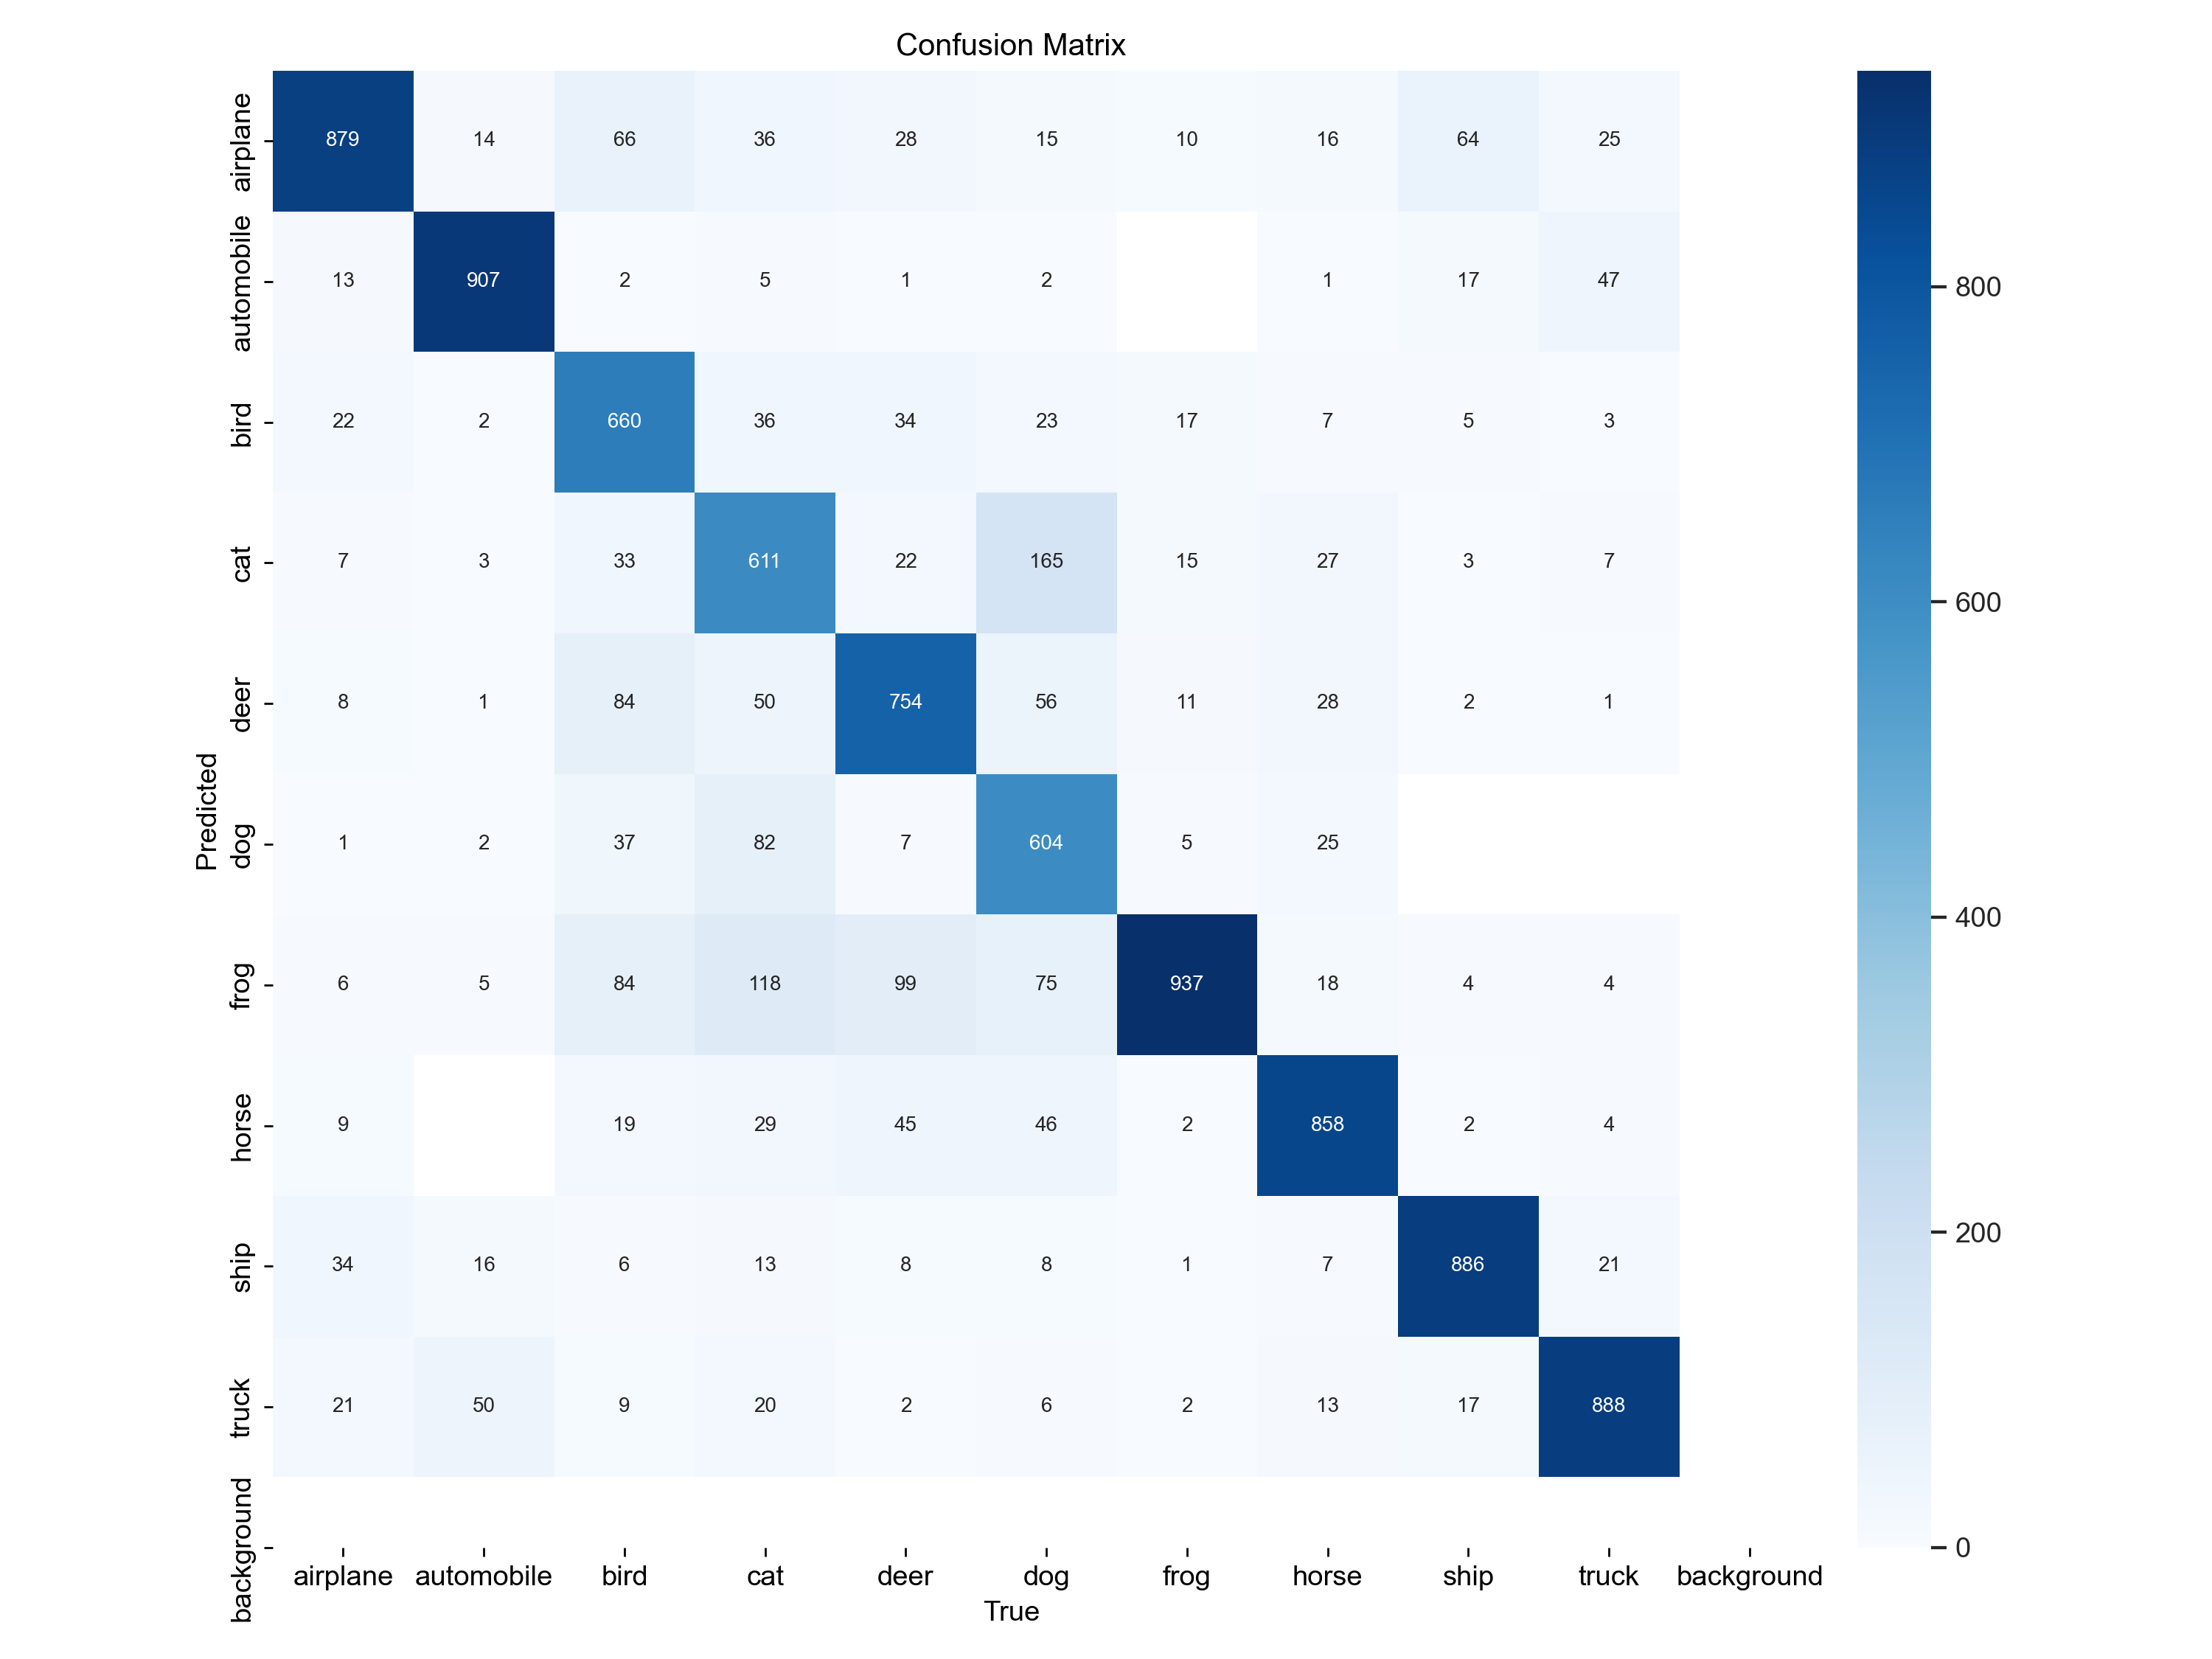 Confusion Matrix
airplane 879 14 66 36 28 15 10 16 64 25
automobile 13 907 2 5 1 2 1 17 47
800
bird 22 2 660 36 34 23 17 7 5 3
cat 7 3 33 611 22 165 15 27 3 7
600
deer 8 1 84 50 754 56 11 28 2 1
Predicted
dog 1 2 37 82 7 604 5 25
400
frog 6 5 84 118 99 75 937 18 4 4
horse 9 19 29 45 46 2 858 2 4
200
ship 34 16 6 13 8 8 1 7 886 21
truck 21 50 9 20 2 6 2 13 17 888
background
0
airplane automobile bird cat deer dog frog horse ship truck background
True